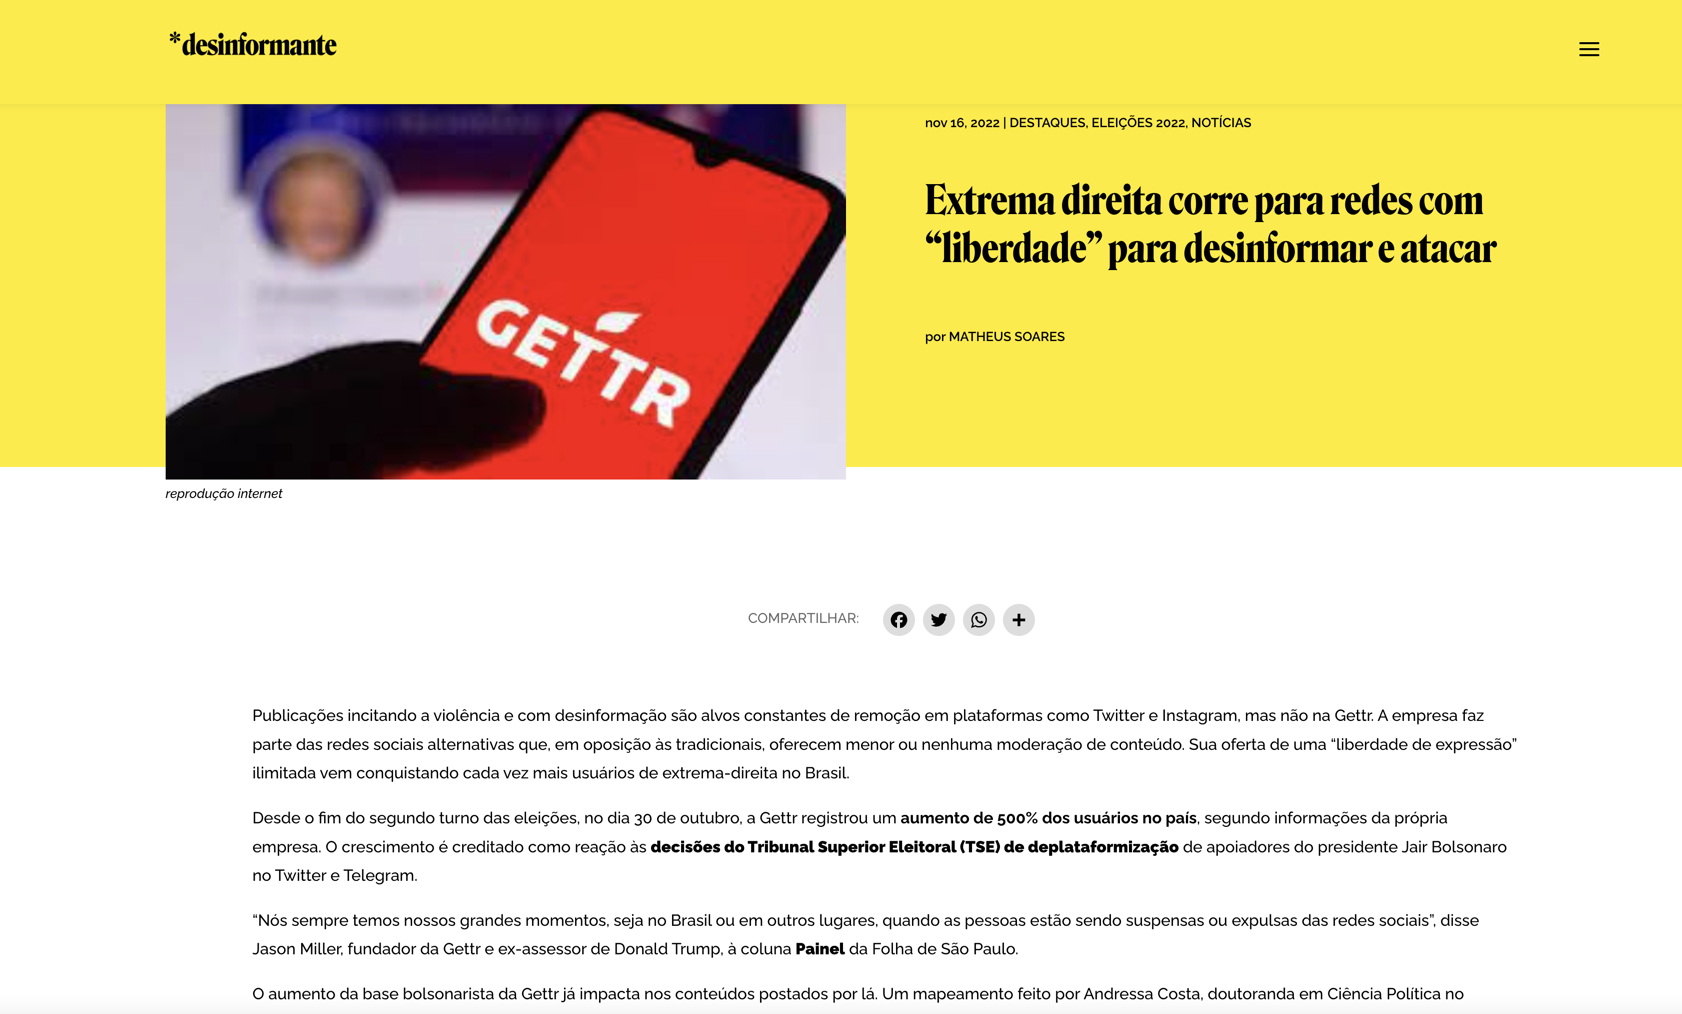 *desinformante
nov 16, 2022 | DESTAQUES, ELEIÇÕES 2022, NOTÍCIAS
Extrema direita corre para redes com
“liberdade” para desinformar e atacar
por MATHEUS SOARES
GETTR
reprodução internet
COMPARTILHAR:
Publicações incitando a violência e com desinformação são alvos constantes de remoção em plataformas como Twitter e Instagram, mas não na Gettr. A empresa faz
parte das redes sociais alternativas que, em oposição às tradicionais, oferecem menor ou nenhuma moderação de conteúdo. Sua oferta de uma “liberdade de expressão”
ilimitada vem conquistando cada vez mais usuários de extrema-direita no Brasil.
Desde o fim do segundo turno das eleições, no dia 30 de outubro, a Gettr registrou um aumento de 500% dos usuários no país, segundo informações da própria
empresa. O crescimento é creditado como reação às decisões do Tribunal Superior Eleitoral (TSE) de deplataformização de apoiadores do presidente Jair Bolsonaro
no Twitter e Telegram.
“Nós sempre temos nossos grandes momentos, seja no Brasil ou em outros lugares, quando as pessoas estão sendo suspensas ou expulsas das redes sociais”, disse
Jason Miller, fundador da Gettr e ex-assessor de Donald Trump, à coluna Painel da Folha de São Paulo.
O aumento da base bolsonarista da Gettr já impacta nos conteúdos postados por lá. Um mapeamento feito por Andressa Costa, doutoranda em Ciência Política no